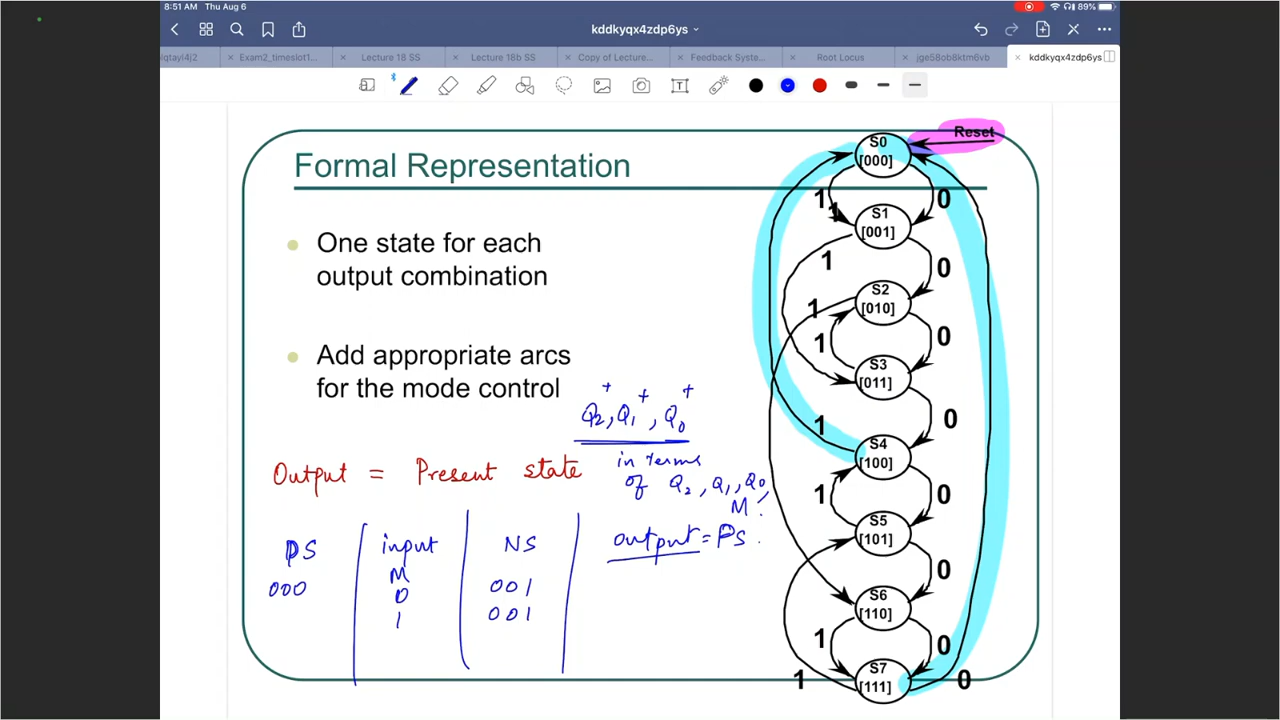 8:51 AM Thu Aug 6
89%
kddkyqx4zdp6ys
lqtayl4j2
Exam2_timeslot1...
Lecture 18 SS
Lecture 18b SS
Copy of Lecture...
Feedback Syste...
Root Locus
jge58ob8ktm6vb
kddkyqx4zdp6ys
Formal Representation
One state for each
output combination
Add appropriate arcs
for the mode control
Q2+, Q1+, Q0+
in terms
of Q2, Q1, Q0,
M.
output = PS.
Output = Present state
PS input NS
M
000 0 001
1 001
Reset
S0
[000]
1 0
1
S1
[001]
1 0
S2
[010]
1
1 0
S3
[011]
0
1
S4
[100]
1 0
S5
[101]
0
S6
[110]
1 0
S7
[111]
1 0